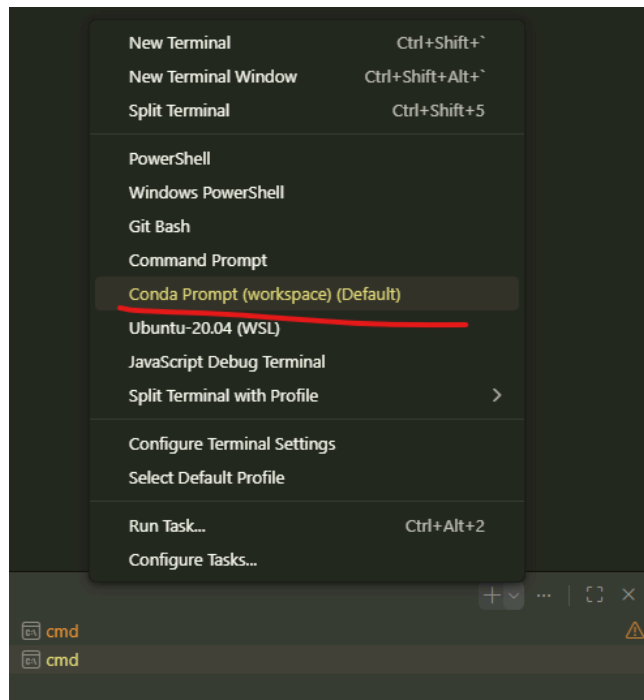 New Terminal Ctrl+Shift+`
New Terminal Window Ctrl+Shift+Alt+`
Split Terminal Ctrl+Shift+5
PowerShell
Windows PowerShell
Git Bash
Command Prompt
Conda Prompt (workspace) (Default)
Ubuntu-20.04 (WSL)
JavaScript Debug Terminal
Split Terminal with Profile
Configure Terminal Settings
Select Default Profile
Run Task... Ctrl+Alt+2
Configure Tasks...
cmd
cmd